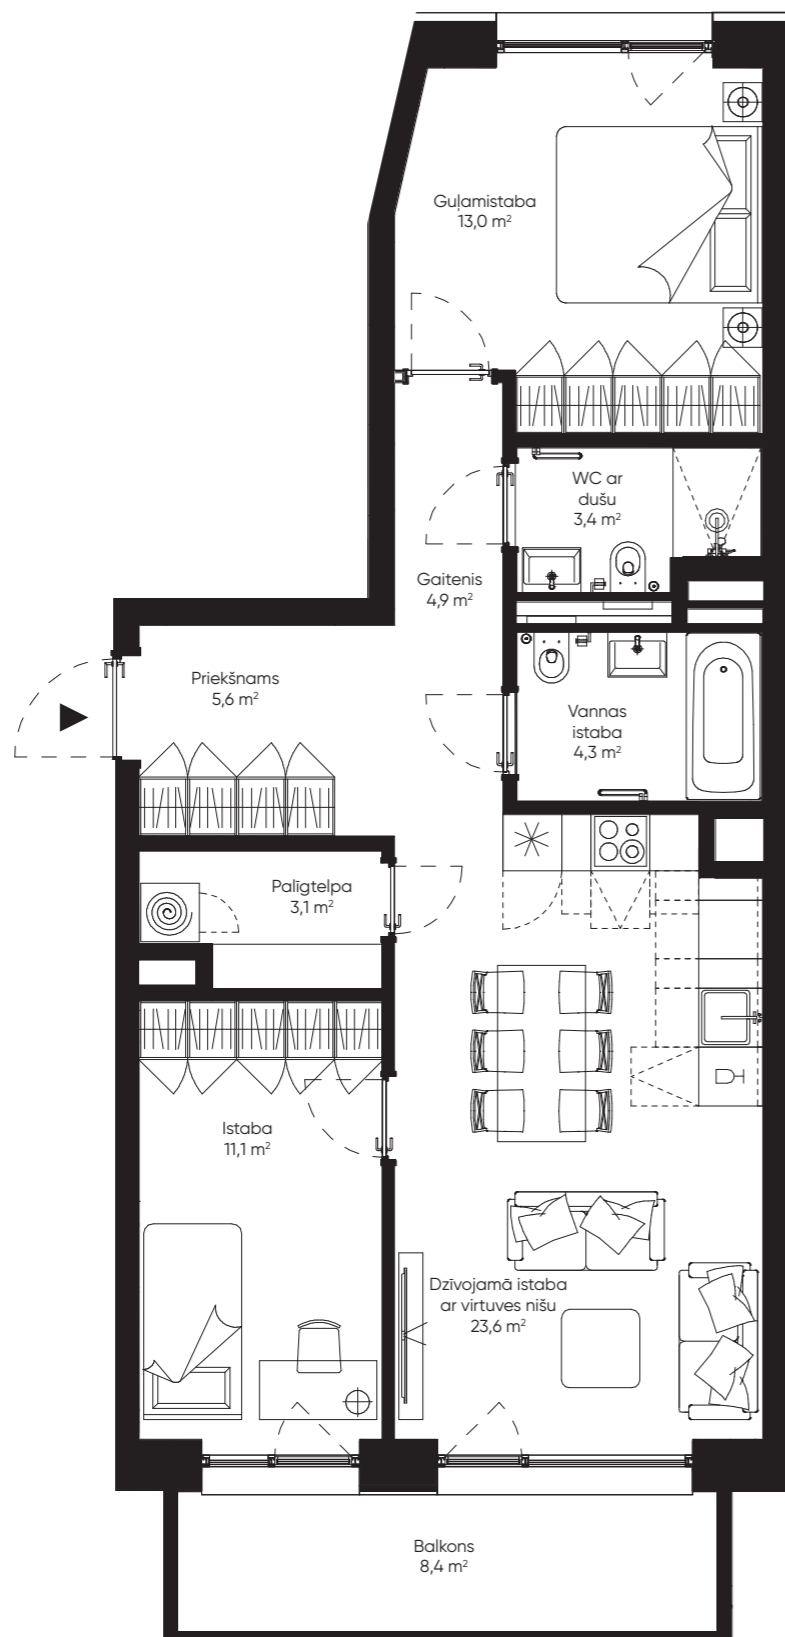 Guļamistaba
13,0 m²
WC ar
dušu
3,4 m²
Gaitenis
4,9 m²
Priekšnams
5,6 m²
Vannas
istaba
4,3 m²
Palīgtelpa
3,1 m²
Istaba
11,1 m²
Dzīvojamā istaba
ar virtuves nišu
23,6 m²
Balkons
8,4 m²